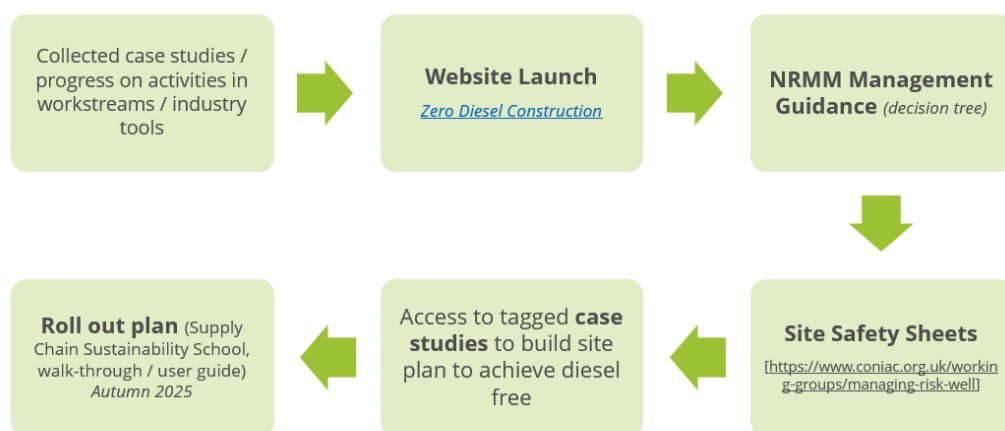 Collected case studies /
progress on activities in
workstreams / industry
tools
Website Launch
Zero Diesel Construction
NRMM Management
Guidance (decision tree)
Site Safety Sheets
[https://www.coniac.org.uk/workin
g-groups/managing-risk-well]
Access to tagged case
studies to build site
plan to achieve diesel
free
Roll out plan (Supply
Chain Sustainability School,
walk-through / user guide)
Autumn 2025